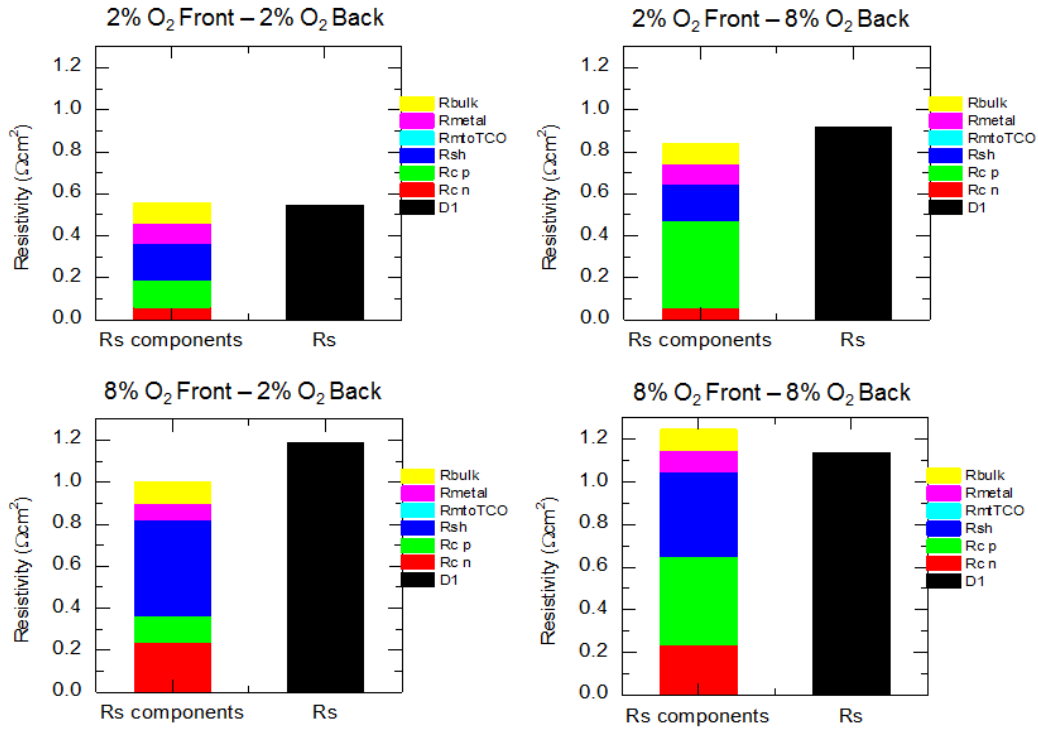 2% O₂ Front – 2% O₂ Back
Resistivity (Ωcm²)
1.2
1.0
0.8
0.6
0.4
0.2
0.0
Rs components
Rs
Rbulk
Rmetal
RmtoTCO
Rsh
Rc p
Rc n
D1
2% O₂ Front – 8% O₂ Back
Resistivity (Ωcm²)
1.2
1.0
0.8
0.6
0.4
0.2
0.0
Rs components
Rs
Rbulk
Rmetal
RmtoTCO
Rsh
Rc p
Rc n
D1
8% O₂ Front – 2% O₂ Back
Resistivity (Ωcm²)
1.2
1.0
0.8
0.6
0.4
0.2
0.0
Rs components
Rs
Rbulk
Rmetal
RmtoTCO
Rsh
Rc p
Rc n
D1
8% O₂ Front – 8% O₂ Back
Resistivity (Ωcm²)
1.2
1.0
0.8
0.6
0.4
0.2
0.0
Rs components
Rs
Rbulk
Rmetal
RmtTCO
Rsh
Rc p
Rc n
D1